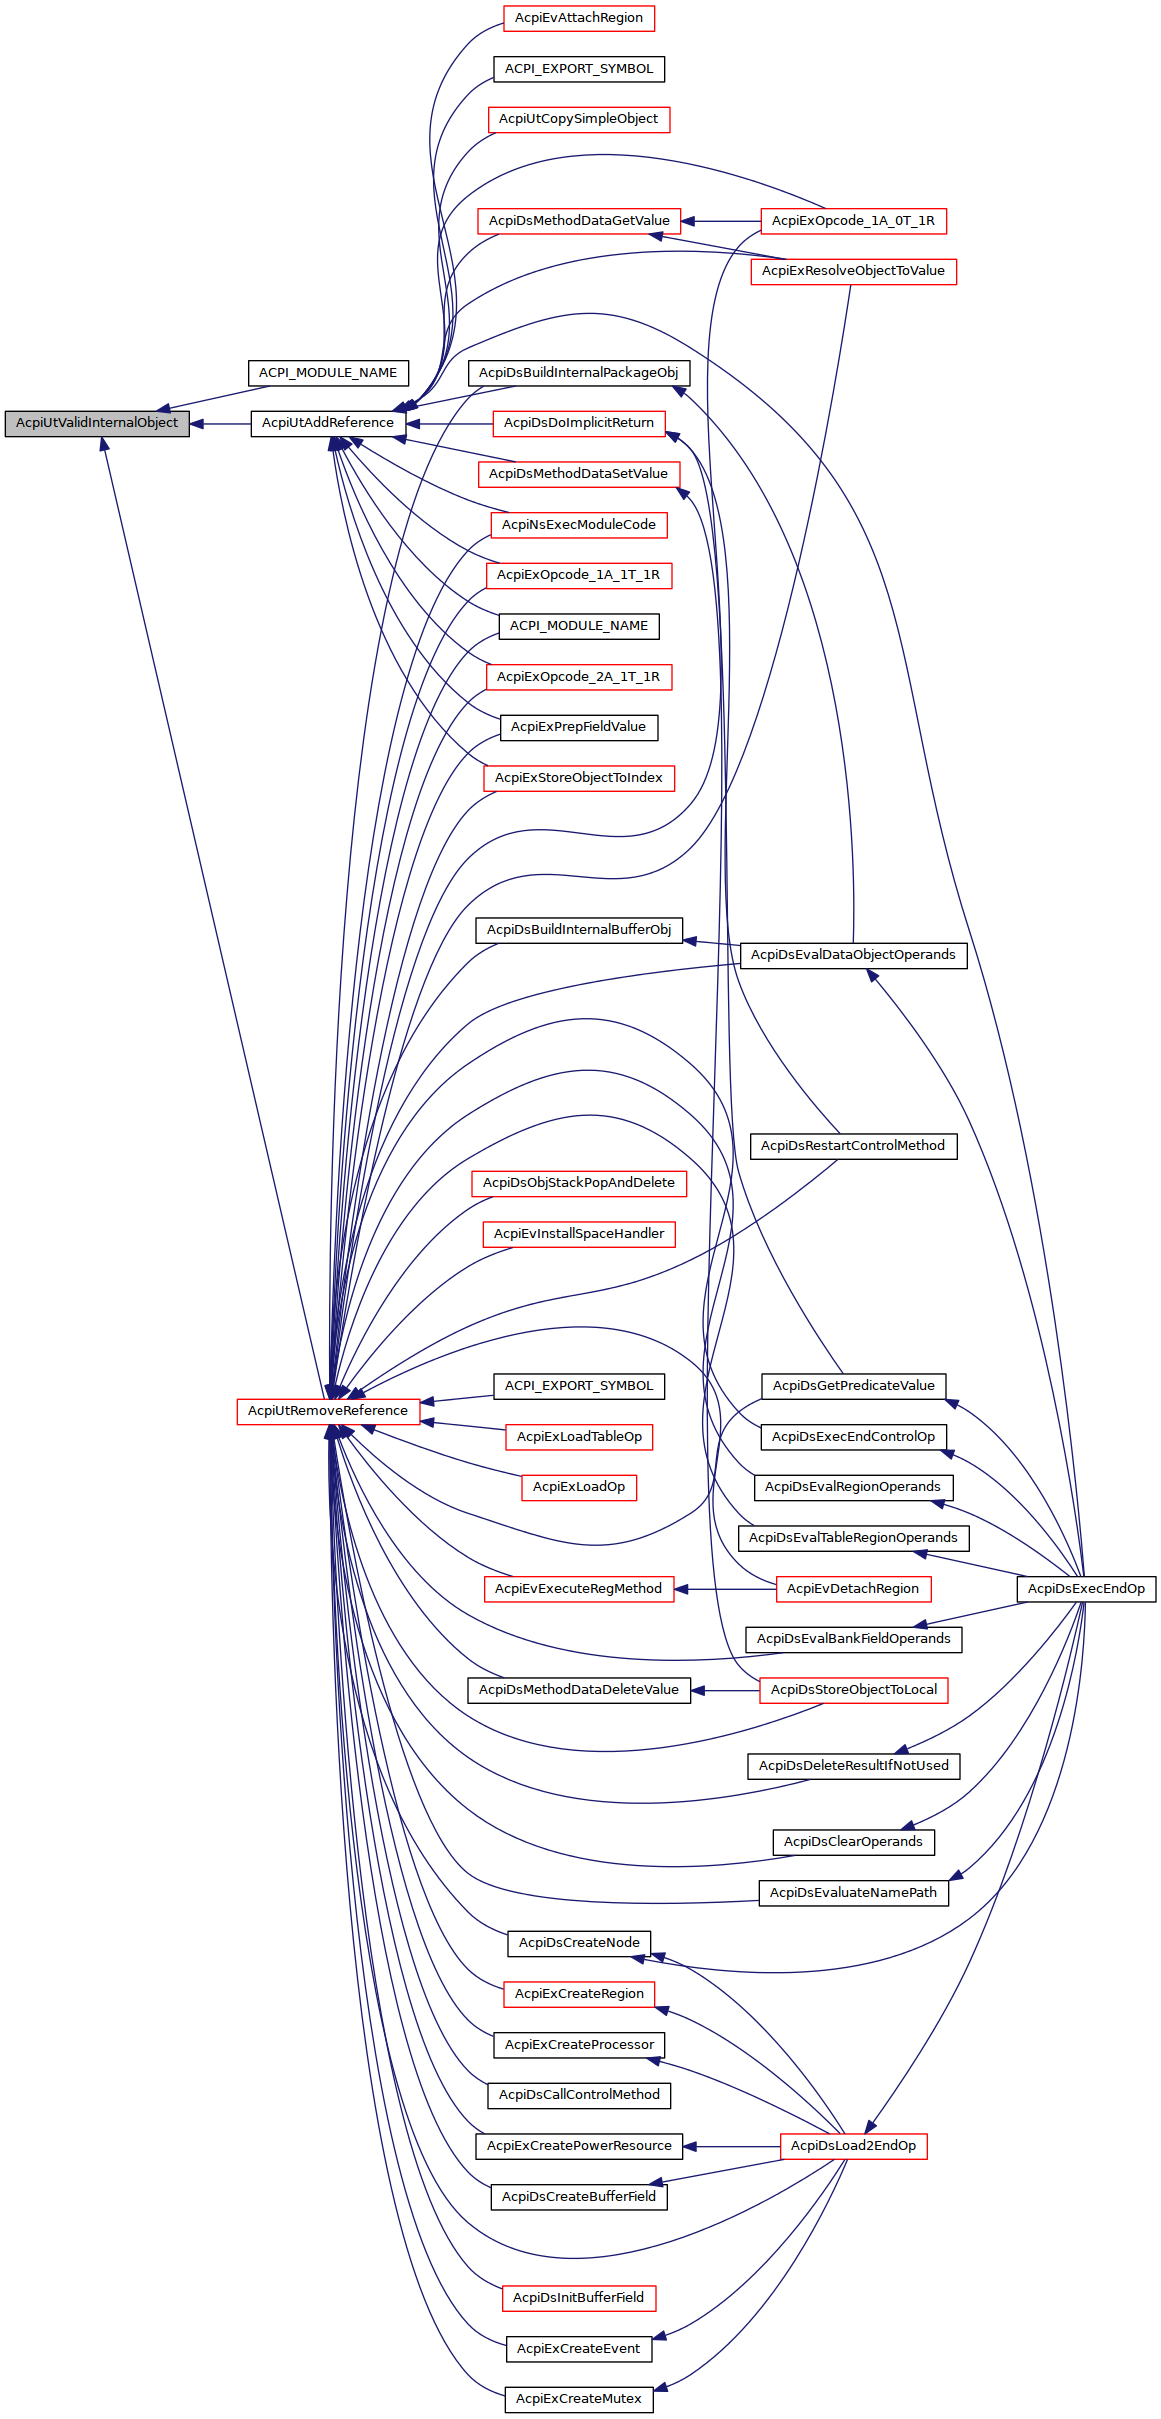 AcpiEvAttachRegion
ACPI_EXPORT_SYMBOL
AcpiUtCopySimpleObject
AcpiDsMethodDataGetValue
AcpiExOpcode_1A_0T_1R
AcpiExResolveObjectToValue
ACPI_MODULE_NAME
AcpiDsBuildInternalPackageObj
AcpiUtValidInternalObject
AcpiUtAddReference
AcpiDsDoImplicitReturn
AcpiDsMethodDataSetValue
AcpiNsExecModuleCode
AcpiExOpcode_1A_1T_1R
ACPI_MODULE_NAME
AcpiExOpcode_2A_1T_1R
AcpiExPrepFieldValue
AcpiExStoreObjectToIndex
AcpiDsBuildInternalBufferObj
AcpiDsEvalDataObjectOperands
AcpiDsRestartControlMethod
AcpiDsObjStackPopAndDelete
AcpiEvInstallSpaceHandler
ACPI_EXPORT_SYMBOL
AcpiDsGetPredicateValue
AcpiUtRemoveReference
AcpiExLoadTableOp
AcpiDsExecEndControlOp
AcpiExLoadOp
AcpiDsEvalRegionOperands
AcpiDsEvalTableRegionOperands
AcpiEvExecuteRegMethod
AcpiEvDetachRegion
AcpiDsExecEndOp
AcpiDsEvalBankFieldOperands
AcpiDsMethodDataDeleteValue
AcpiDsStoreObjectToLocal
AcpiDsDeleteResultIfNotUsed
AcpiDsClearOperands
AcpiDsEvaluateNamePath
AcpiDsCreateNode
AcpiExCreateRegion
AcpiExCreateProcessor
AcpiDsCallControlMethod
AcpiExCreatePowerResource
AcpiDsLoad2EndOp
AcpiDsCreateBufferField
AcpiDsInitBufferField
AcpiExCreateEvent
AcpiExCreateMutex